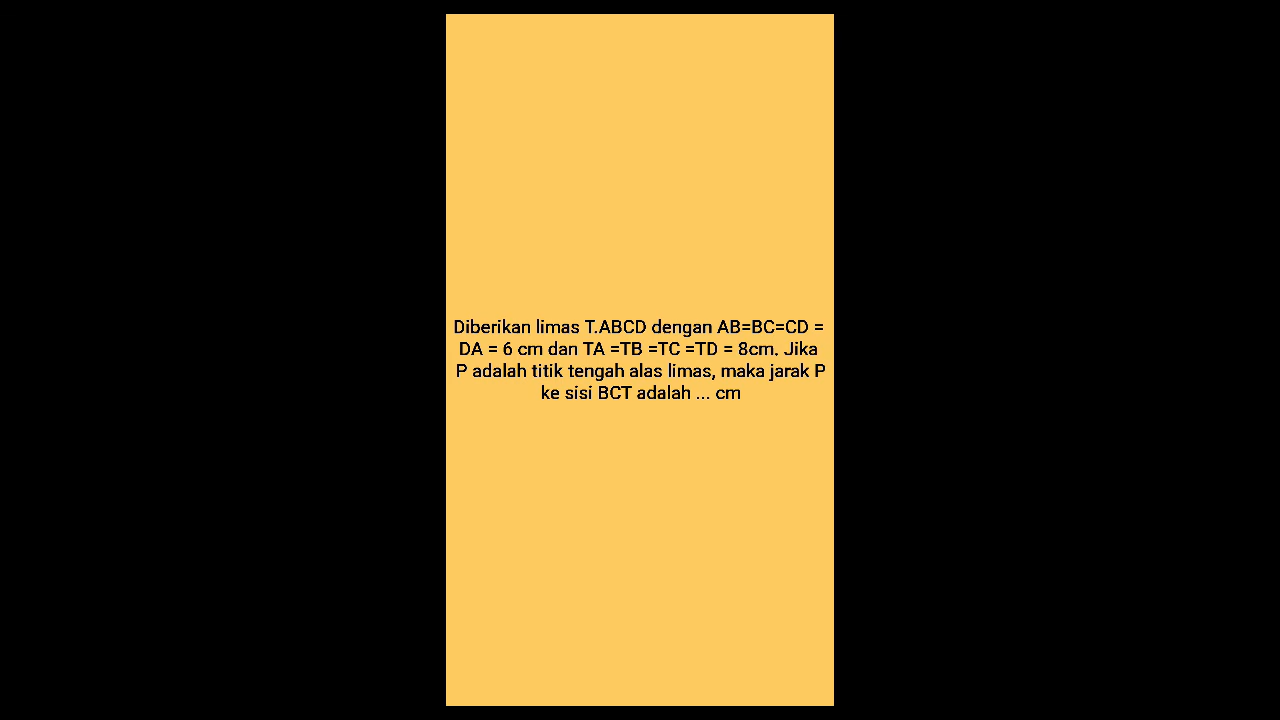 Diberikan limas T.ABCD dengan AB=BC=CD =
DA = 6 cm dan TA =TB =TC =TD = 8cm. Jika
P adalah titik tengah alas limas, maka jarak P
ke sisi BCT adalah ... cm